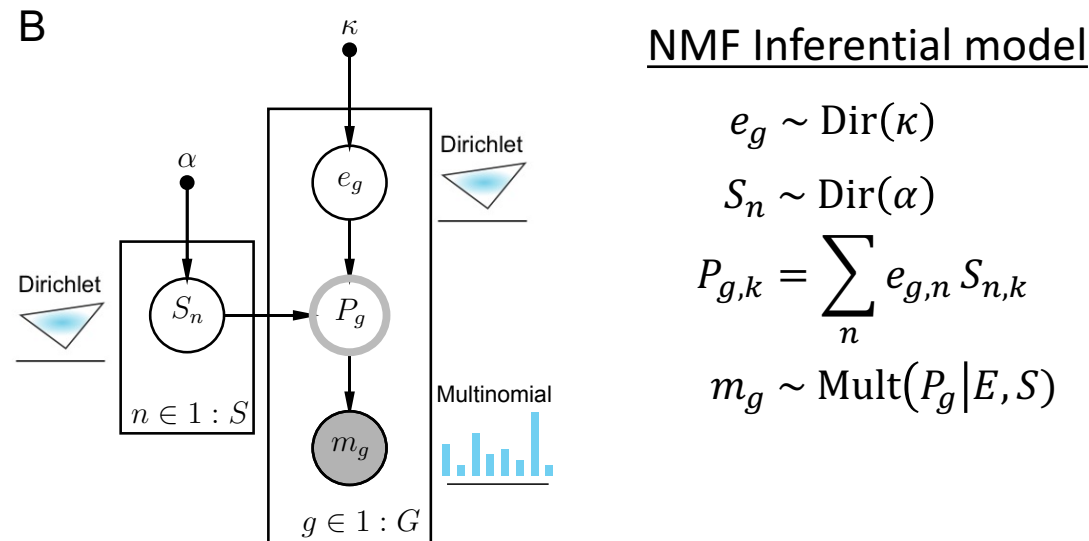 B
κ
Dirichlet
e_g
α
Dirichlet
S_n
P_g
n ∈ 1 : S
Multinomial
m_g
g ∈ 1 : G
NMF Inferential model
e_g ~ Dir(κ)
S_n ~ Dir(α)
P_{g,k} = ∑_n e_{g,n} S_{n,k}
m_g ~ Mult(P_g|E, S)